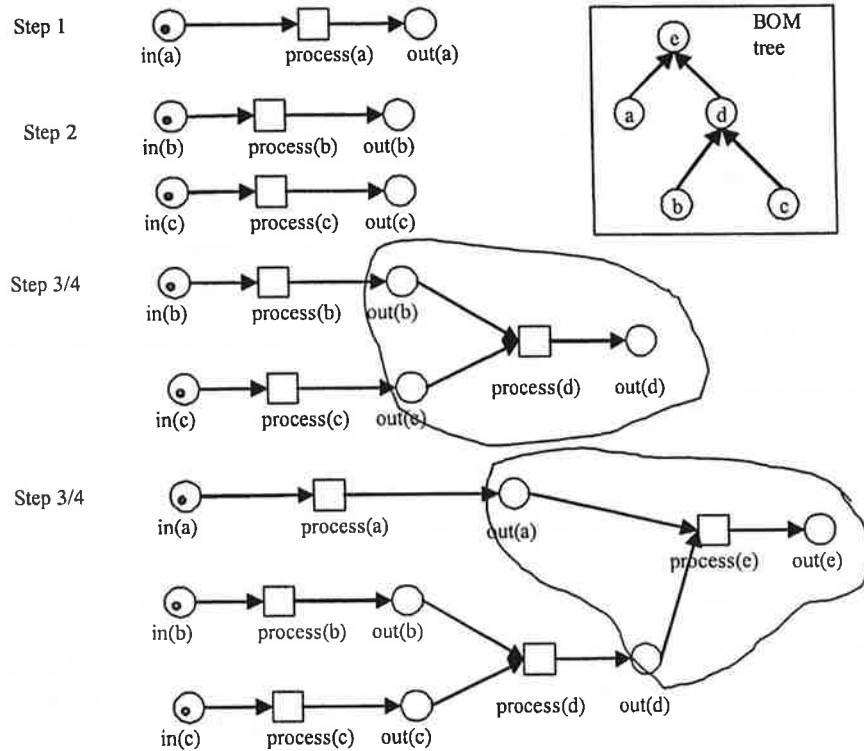 Step 1
in(a) process(a) out(a)
BOM
tree
e
a d
b c
Step 2
in(b) process(b) out(b)
in(c) process(c) out(c)
Step 3/4
in(b) process(b) out(b)
process(d) out(d)
in(c) process(c) out(c)
Step 3/4
in(a) process(a) out(a)
process(e) out(e)
in(b) process(b) out(b)
process(d) out(d)
in(c) process(c) out(c)